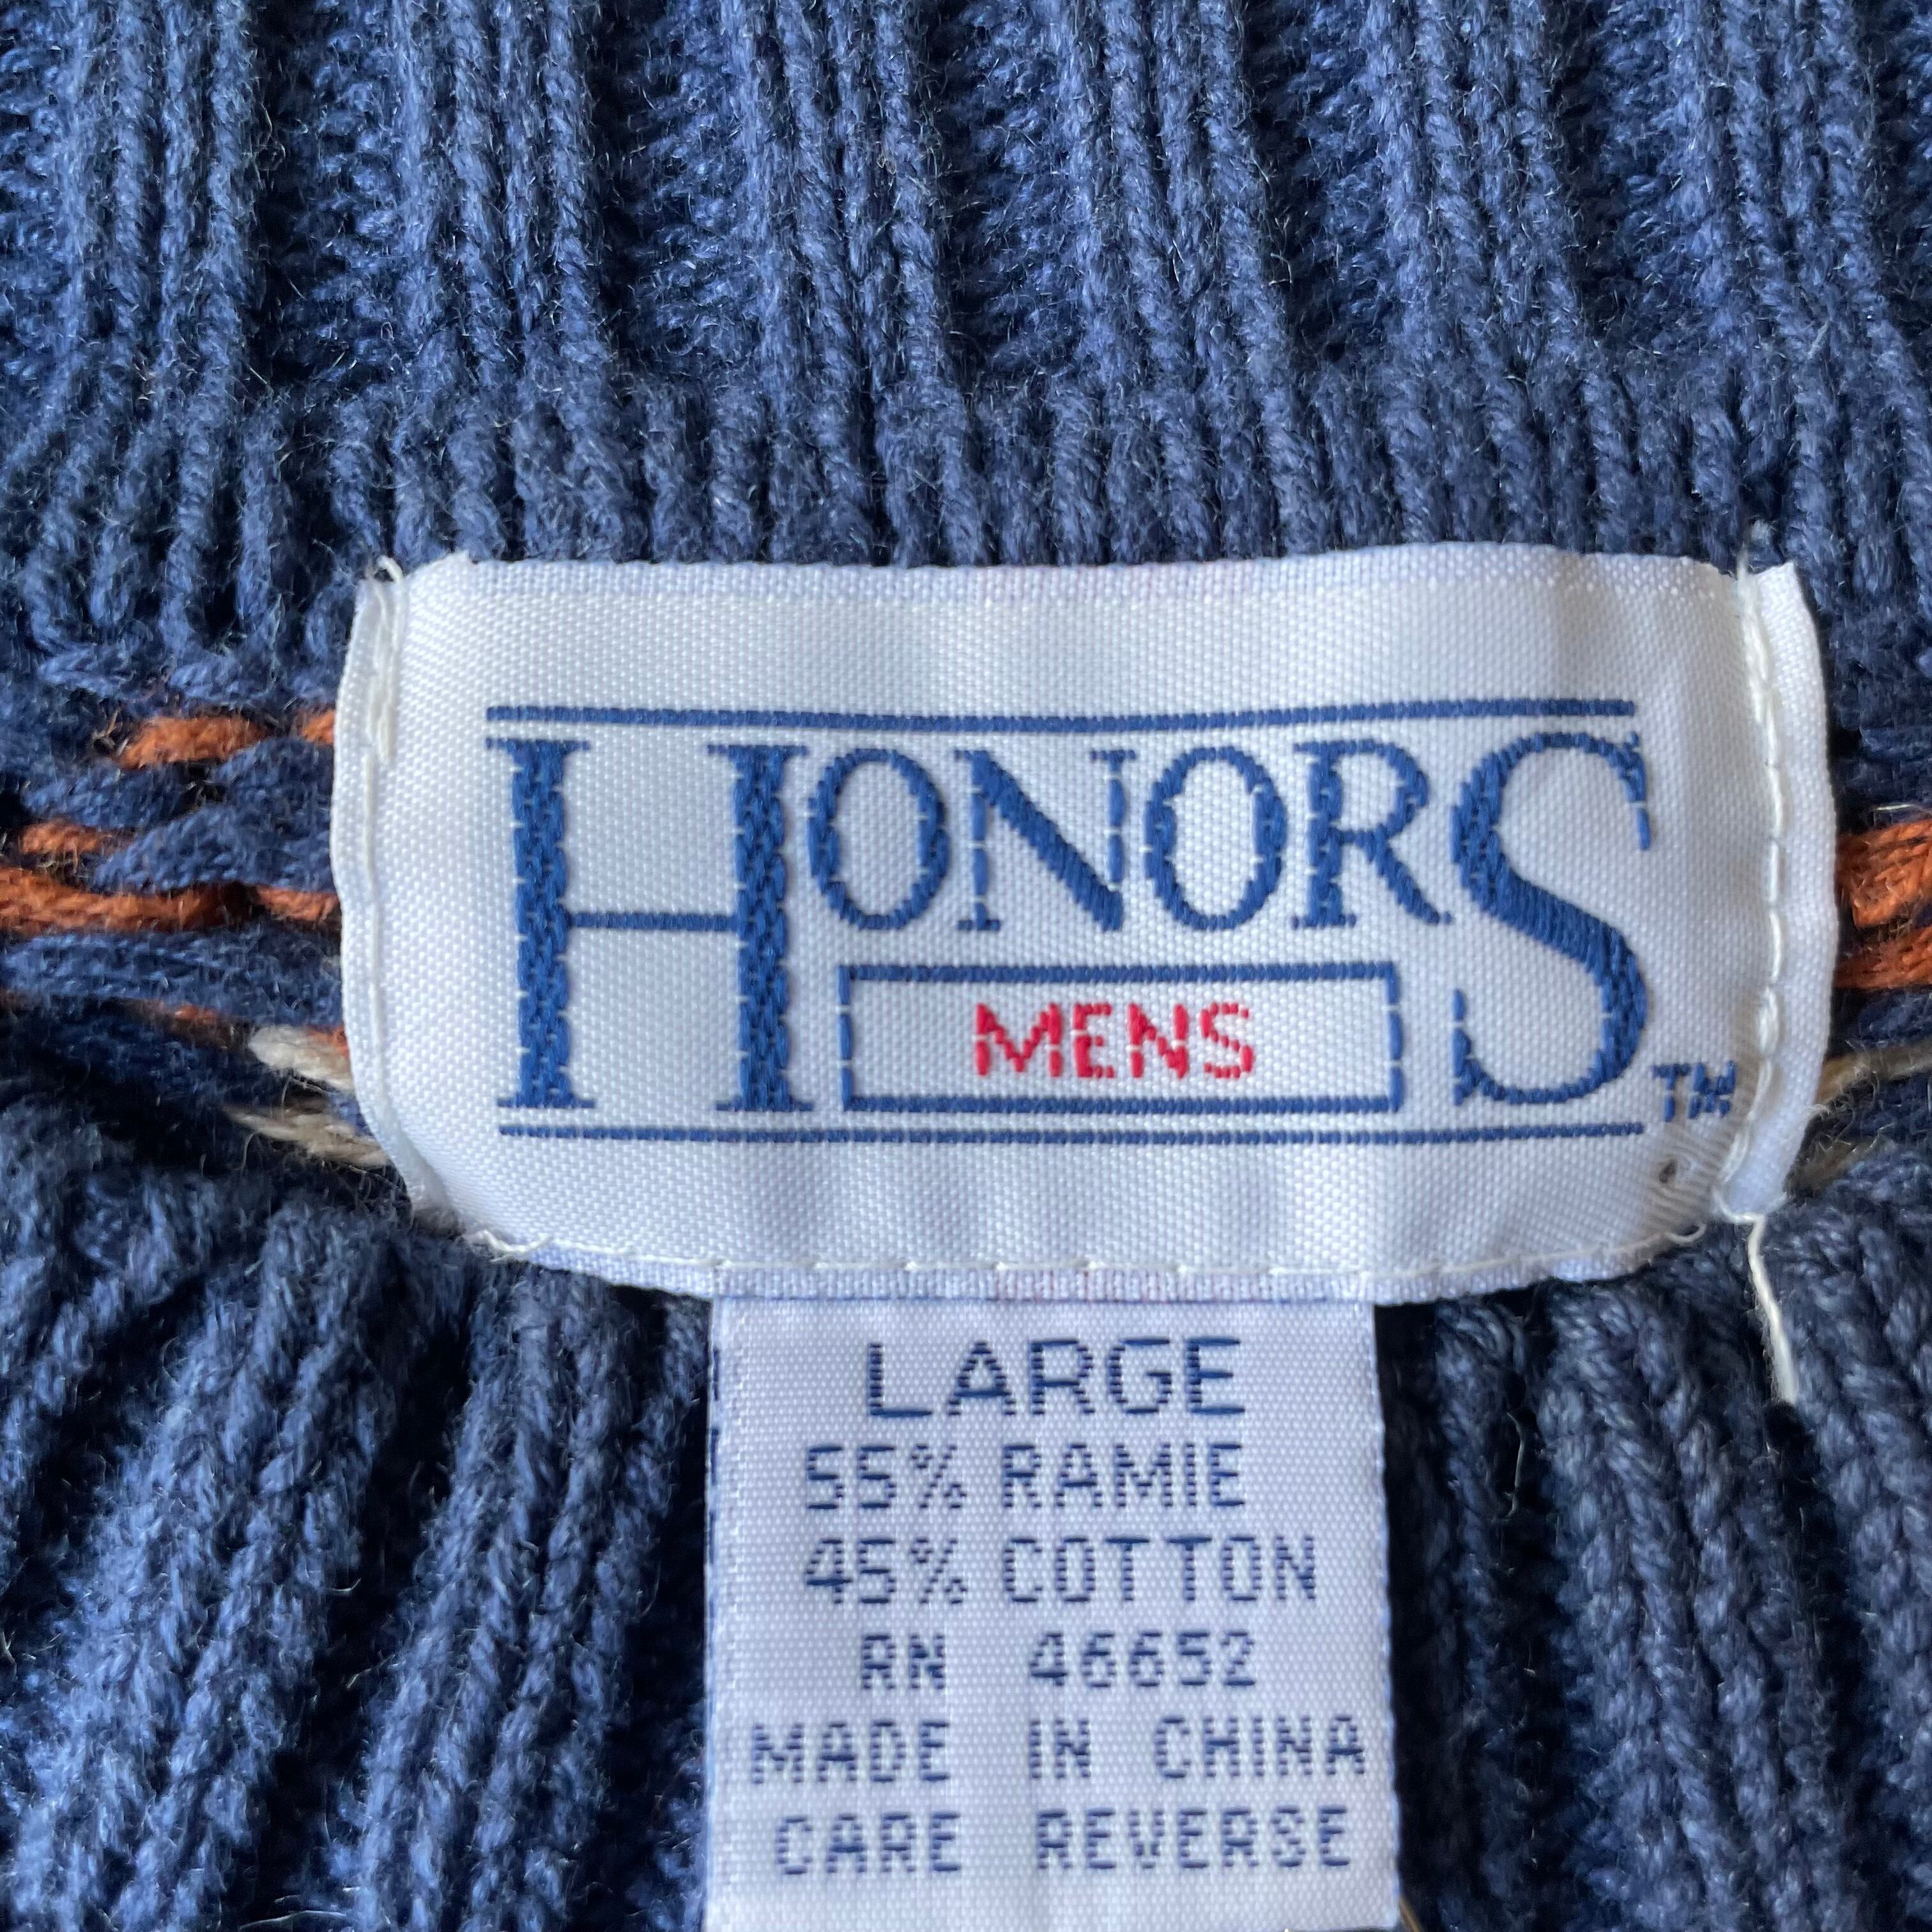 HONORS
MENS
TM
LARGE
55% RAMIE
45% COTTON
RN 46652
MADE IN CHINA
CARE REVERSE